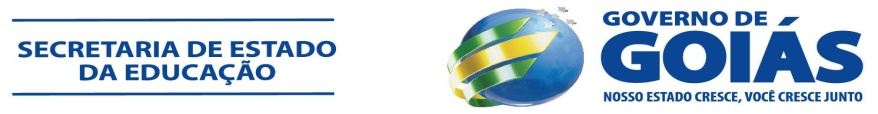 SECRETARIA DE ESTADO
DA EDUCAÇÃO
GOVERNO DE
GOIÁS
NOSSO ESTADO CRESCE, VOCÊ CRESCE JUNTO